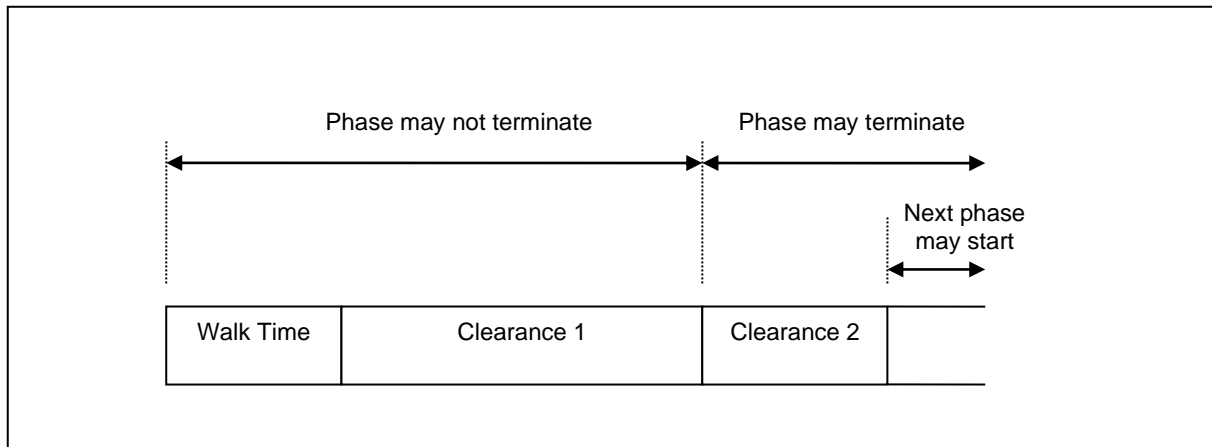 Phase may not terminate
Phase may terminate
Next phase
may start
Walk Time
Clearance 1
Clearance 2